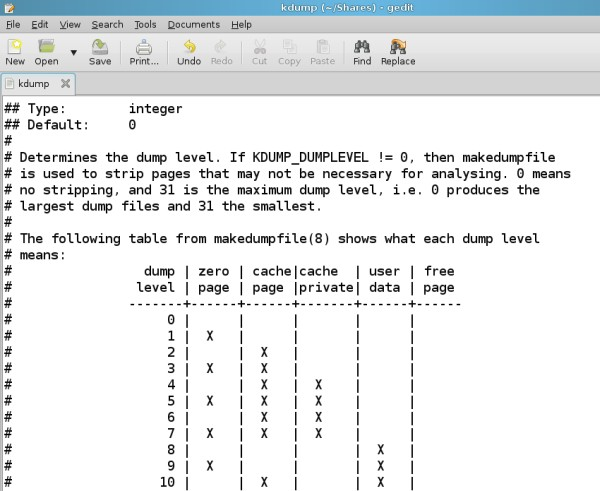 kdump (~/Shares) - gedit
File Edit View Search Tools Documents Help
New Open Save Print... Undo Redo Cut Copy Paste Find Replace
kdump
## Type:        integer
## Default:     0
#
# Determines the dump level. If KDUMP_DUMPLEVEL != 0, then makedumpfile
# is used to strip pages that may not be necessary for analysing. 0 means
# no stripping, and 31 is the maximum dump level, i.e. 0 produces the
# largest dump files and 31 the smallest.
#
# The following table from makedumpfile(8) shows what each dump level
# means:
#                 dump | zero | cache|cache  | user | free
#                level | page | page |private| data | page
#               -------+------+------+-------+------+------
#                    0 |      |      |       |      |
#                    1 |  X   |      |       |      |
#                    2 |      |  X   |       |      |
#                    3 |  X   |  X   |       |      |
#                    4 |      |  X   |  X    |      |
#                    5 |  X   |  X   |  X    |      |
#                    6 |      |  X   |  X    |      |
#                    7 |  X   |  X   |  X    |      |
#                    8 |      |      |       |  X   |
#                    9 |  X   |      |       |  X   |
#                   10 |      |  X   |       |  X   |